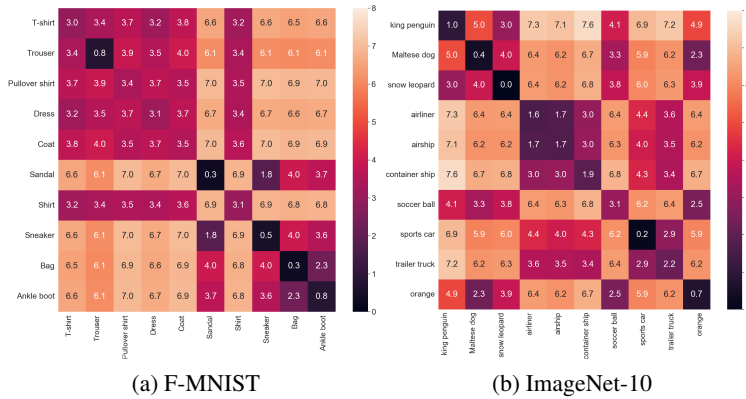 T-shirt 3.0 3.4 3.7 3.2 3.8 6.6 3.2 6.6 6.5 6.6
Trouser 3.4 0.8 3.9 3.5 4.0 6.1 3.4 6.1 6.1 6.1
Pullover shirt 3.7 3.9 3.4 3.7 3.5 7.0 3.5 7.0 6.9 7.0
Dress 3.2 3.5 3.7 3.1 3.7 6.7 3.4 6.7 6.6 6.7
Coat 3.8 4.0 3.5 3.7 3.5 7.0 3.6 7.0 6.9 6.9
Sandal 6.6 6.1 7.0 6.7 7.0 0.3 6.9 1.8 4.0 3.7
Shirt 3.2 3.4 3.5 3.4 3.6 6.9 3.1 6.9 6.8 6.8
Sneaker 6.6 6.1 7.0 6.7 7.0 1.8 6.9 0.5 4.0 3.6
Bag 6.5 6.1 6.9 6.6 6.9 4.0 6.8 4.0 0.3 2.3
Ankle boot 6.6 6.1 7.0 6.7 6.9 3.7 6.8 3.6 2.3 0.8
T-shirt Trouser Pullover shirt Dress Coat Sandal Shirt Sneaker Bag Ankle boot
8
7
6
5
4
3
2
1
0
(a) F-MNIST
king penguin 1.0 5.0 3.0 7.3 7.1 7.6 4.1 6.9 7.2 4.9
Maltese dog 5.0 0.4 4.0 6.4 6.2 6.7 3.3 5.9 6.2 2.3
snow leopard 3.0 4.0 0.0 6.4 6.2 6.8 3.8 6.0 6.3 3.9
airliner 7.3 6.4 6.4 1.6 1.7 3.0 6.4 4.4 3.6 6.4
airship 7.1 6.2 6.2 1.7 1.7 3.0 6.3 4.0 3.5 6.2
container ship 7.6 6.7 6.8 3.0 3.0 1.9 6.8 4.3 3.4 6.7
soccer ball 4.1 3.3 3.8 6.4 6.3 6.8 3.1 6.2 6.4 2.5
sports car 6.9 5.9 6.0 4.4 4.0 4.3 6.2 0.2 2.9 5.9
trailer truck 7.2 6.2 6.3 3.6 3.5 3.4 6.4 2.9 2.2 6.2
orange 4.9 2.3 3.9 6.4 6.2 6.7 2.5 5.9 6.2 0.7
king penguin Maltese dog snow leopard airliner airship container ship soccer ball sports car trailer truck orange
(b) ImageNet-10